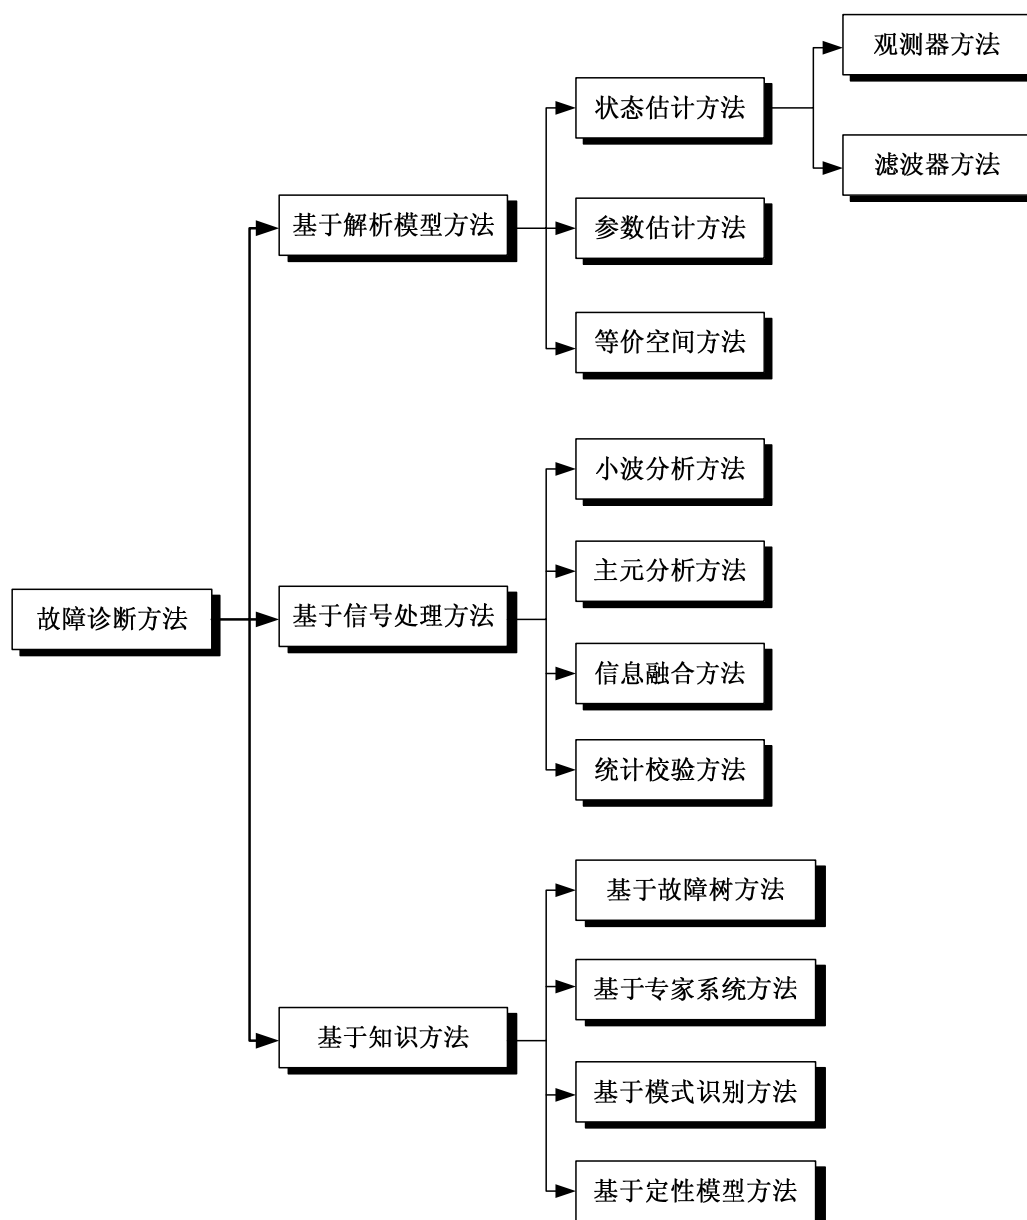 观测器方法
状态估计方法
滤波器方法
基于解析模型方法
参数估计方法
等价空间方法
小波分析方法
主元分析方法
故障诊断方法
基于信号处理方法
信息融合方法
统计校验方法
基于故障树方法
基于专家系统方法
基于知识方法
基于模式识别方法
基于定性模型方法